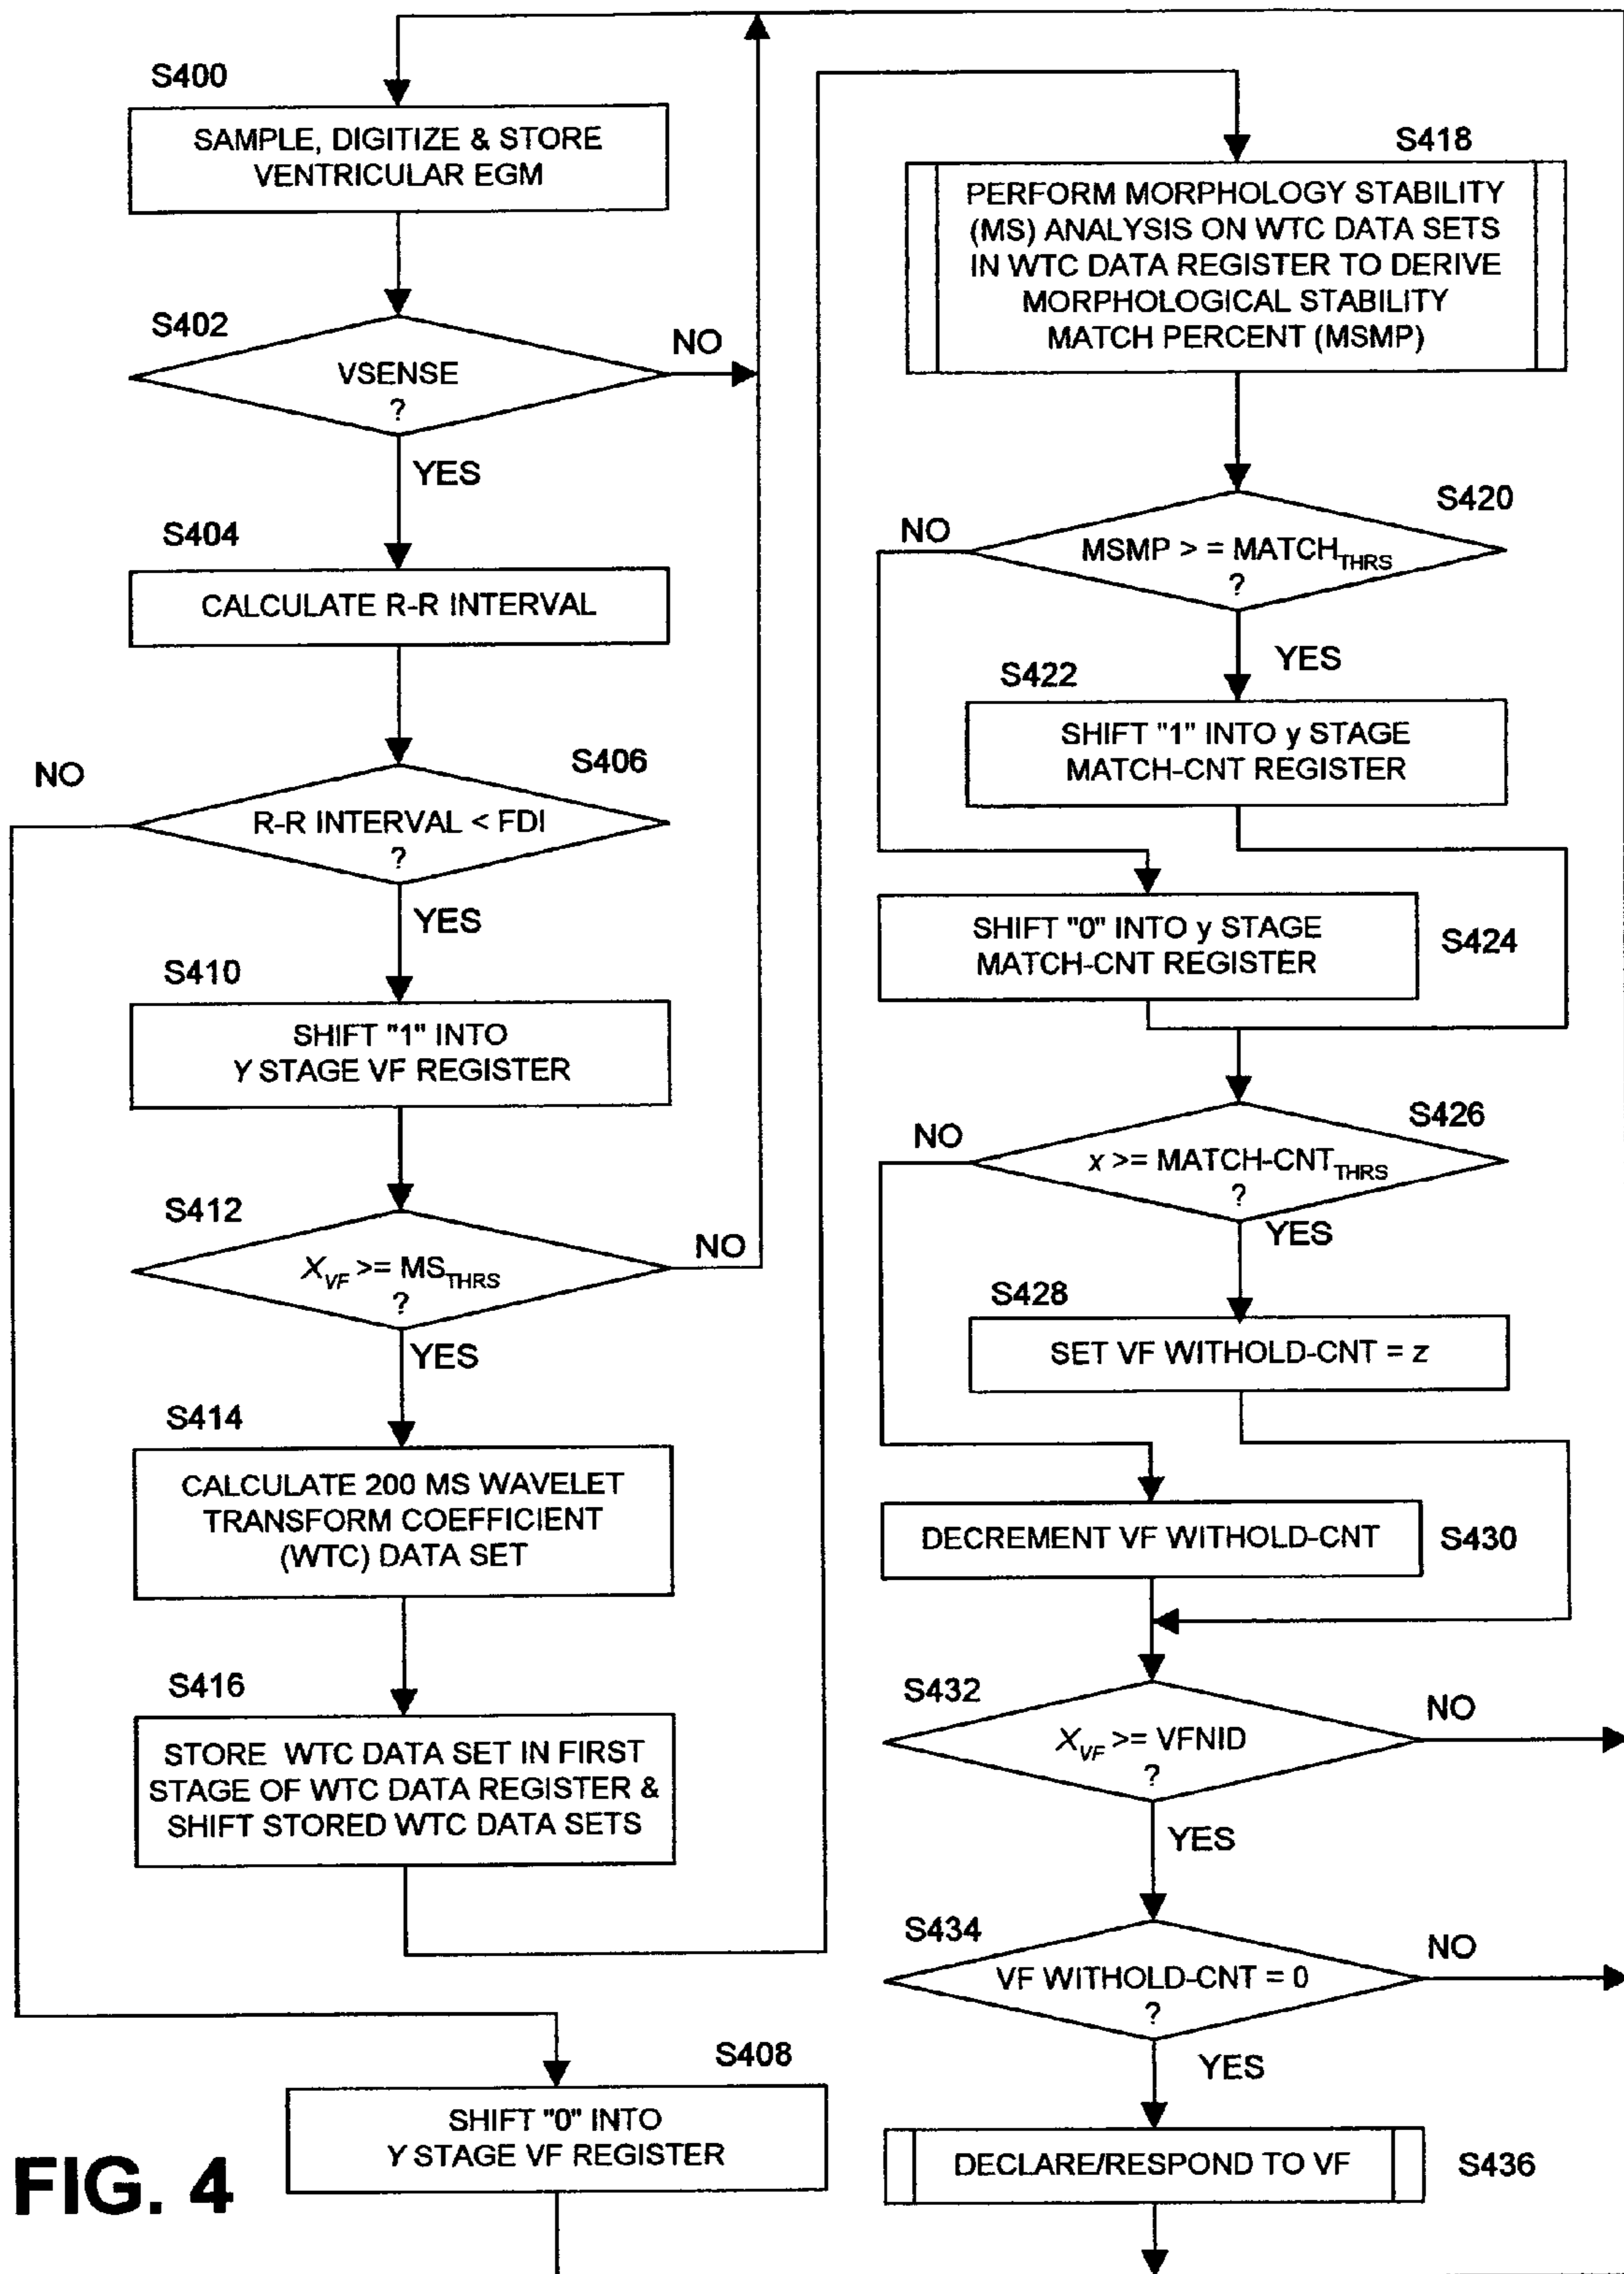 S400
SAMPLE, DIGITIZE & STORE
VENTRICULAR EGM
S402
VSENSE
?
NO
YES
S404
CALCULATE R-R INTERVAL
S406
NO
R-R INTERVAL < FDI
?
YES
S410
SHIFT "1" INTO
Y STAGE VF REGISTER
S412
X_VF >= MS_THRS
?
NO
YES
S414
CALCULATE 200 MS WAVELET
TRANSFORM COEFFICIENT
(WTC) DATA SET
S416
STORE WTC DATA SET IN FIRST
STAGE OF WTC DATA REGISTER &
SHIFT STORED WTC DATA SETS
S408
SHIFT "0" INTO
Y STAGE VF REGISTER
FIG. 4
S418
PERFORM MORPHOLOGY STABILITY
(MS) ANALYSIS ON WTC DATA SETS
IN WTC DATA REGISTER TO DERIVE
MORPHOLOGICAL STABILITY
MATCH PERCENT (MSMP)
S420
NO
MSMP > = MATCH_THRS
?
YES
S422
SHIFT "1" INTO y STAGE
MATCH-CNT REGISTER
SHIFT "0" INTO y STAGE
MATCH-CNT REGISTER
S424
S426
NO
x >= MATCH-CNT_THRS
?
YES
S428
SET VF WITHOLD-CNT = z
DECREMENT VF WITHOLD-CNT
S430
S432
X_VF >= VFNID
?
NO
YES
S434
VF WITHOLD-CNT = 0
?
NO
YES
DECLARE/RESPOND TO VF
S436